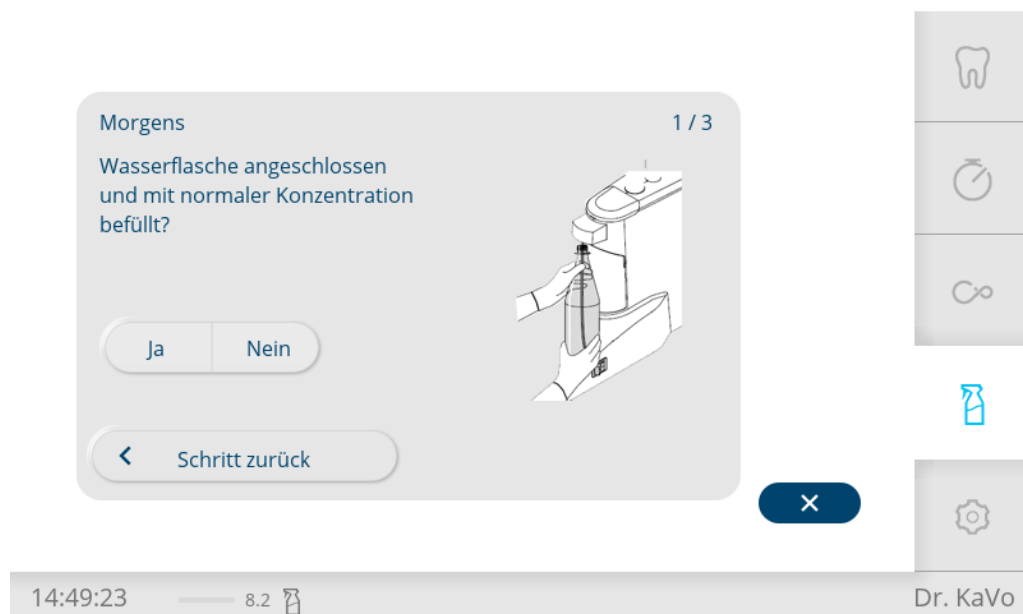 Morgens
1 / 3
Wasserflasche angeschlossen
und mit normaler Konzentration
befüllt?
Ja
Nein
Schritt zurück
14:49:23
8.2
Dr. KaVo